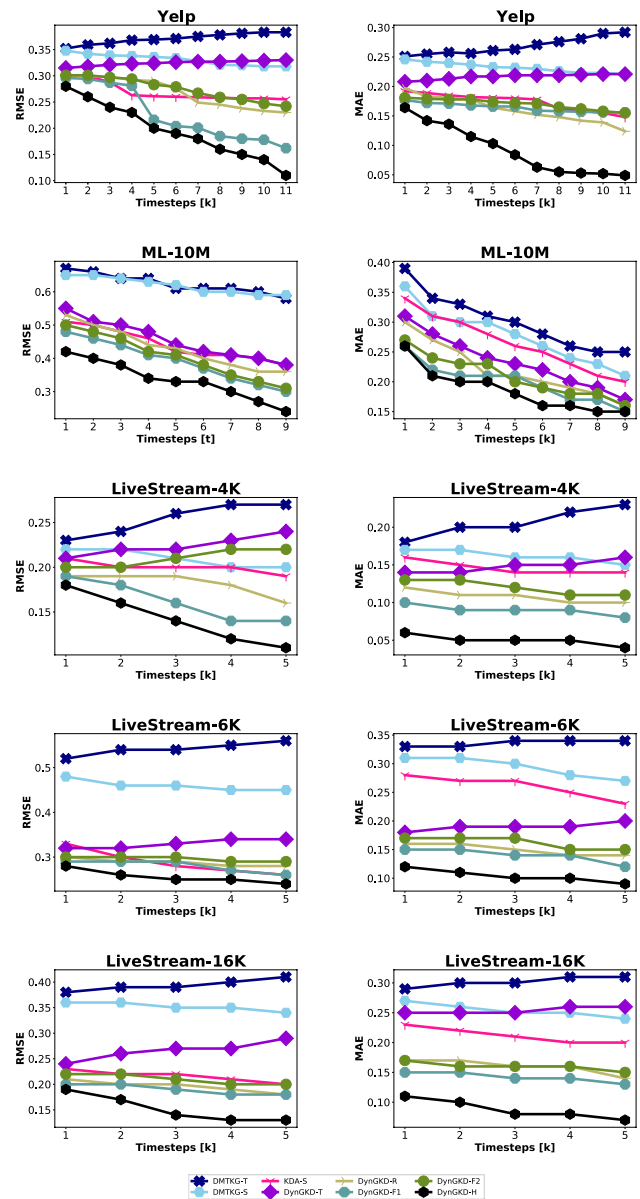 Yelp
RMSE
0.35
0.30
0.25
0.20
0.15
0.10
1 2 3 4 5 6 7 8 9 10 11
Timesteps [k]
Yelp
MAE
0.30
0.25
0.20
0.15
0.10
0.05
1 2 3 4 5 6 7 8 9 10 11
Timesteps [k]
ML-10M
RMSE
0.6
0.5
0.4
0.3
1 2 3 4 5 6 7 8 9
Timesteps [t]
ML-10M
MAE
0.40
0.35
0.30
0.25
0.20
0.15
1 2 3 4 5 6 7 8 9
Timesteps [k]
LiveStream-4K
RMSE
0.25
0.20
0.15
1 2 3 4 5
Timesteps [k]
LiveStream-4K
MAE
0.20
0.15
0.10
0.05
1 2 3 4 5
Timesteps [k]
LiveStream-6K
RMSE
0.5
0.4
0.3
1 2 3 4 5
Timesteps [k]
LiveStream-6K
MAE
0.35
0.30
0.25
0.20
0.15
0.10
1 2 3 4 5
Timesteps [k]
LiveStream-16K
RMSE
0.40
0.35
0.30
0.25
0.20
0.15
1 2 3 4 5
Timesteps [k]
LiveStream-16K
MAE
0.30
0.25
0.20
0.15
0.10
1 2 3 4 5
Timesteps [k]
DMTKG-T KDA-S DynGKD-R DynGKD-F2
DMTKG-S DynGKD-T DynGKD-F1 DynGKD-H